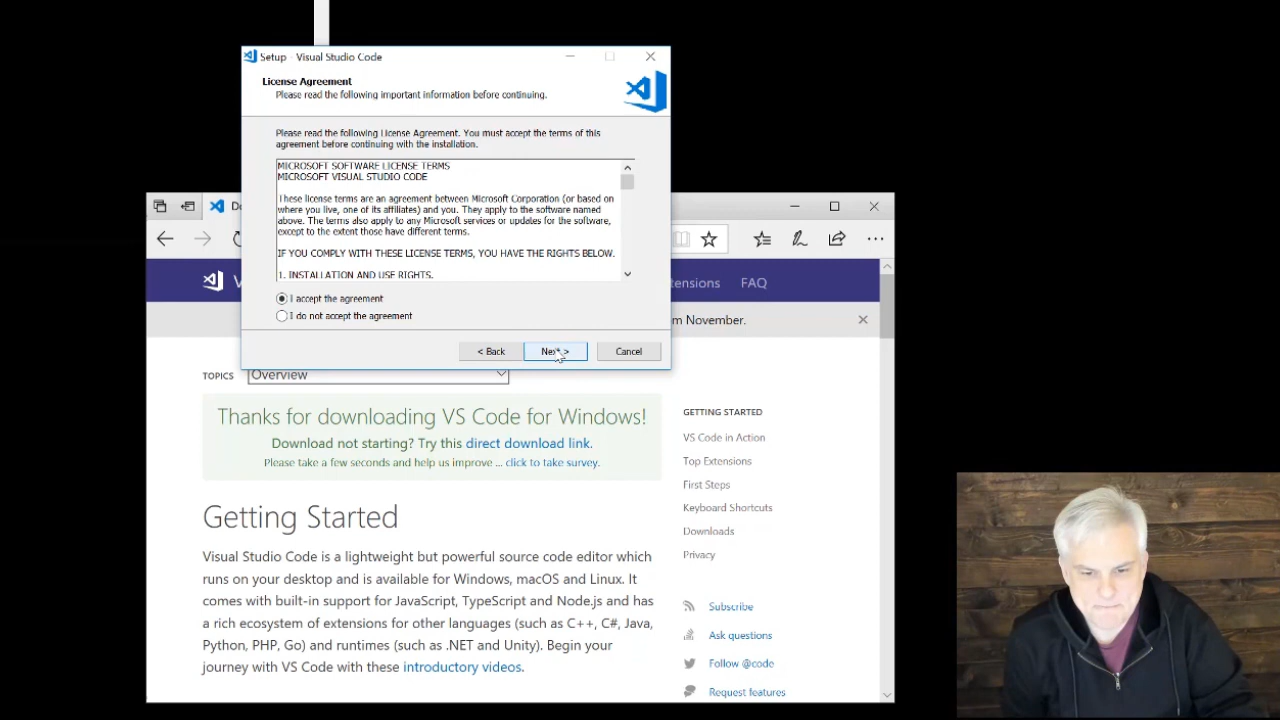 Setup - Visual Studio Code
License Agreement
Please read the following important information before continuing.
Please read the following License Agreement. You must accept the terms of this
agreement before continuing with the installation.
MICROSOFT SOFTWARE LICENSE TERMS
MICROSOFT VISUAL STUDIO CODE
These license terms are an agreement between Microsoft Corporation (or based on
where you live, one of its affiliates) and you. They apply to the software named
above. The terms also apply to any Microsoft services or updates for the software,
except to the extent those have different terms.
IF YOU COMPLY WITH THESE LICENSE TERMS, YOU HAVE THE RIGHTS BELOW.
1. INSTALLATION AND USE RIGHTS.
I accept the agreement
I do not accept the agreement
< Back
Next >
Cancel
FAQ
m November.
TOPICS
Overview
Thanks for downloading VS Code for Windows!
Download not starting? Try this direct download link.
Please take a few seconds and help us improve ... click to take survey.
Getting Started
Visual Studio Code is a lightweight but powerful source code editor which
runs on your desktop and is available for Windows, macOS and Linux. It
comes with built-in support for JavaScript, TypeScript and Node.js and has
a rich ecosystem of extensions for other languages (such as C++, C#, Java,
Python, PHP, Go) and runtimes (such as .NET and Unity). Begin your
journey with VS Code with these introductory videos.
GETTING STARTED
VS Code in Action
Top Extensions
First Steps
Keyboard Shortcuts
Downloads
Privacy
Subscribe
Ask questions
Follow @code
Request features